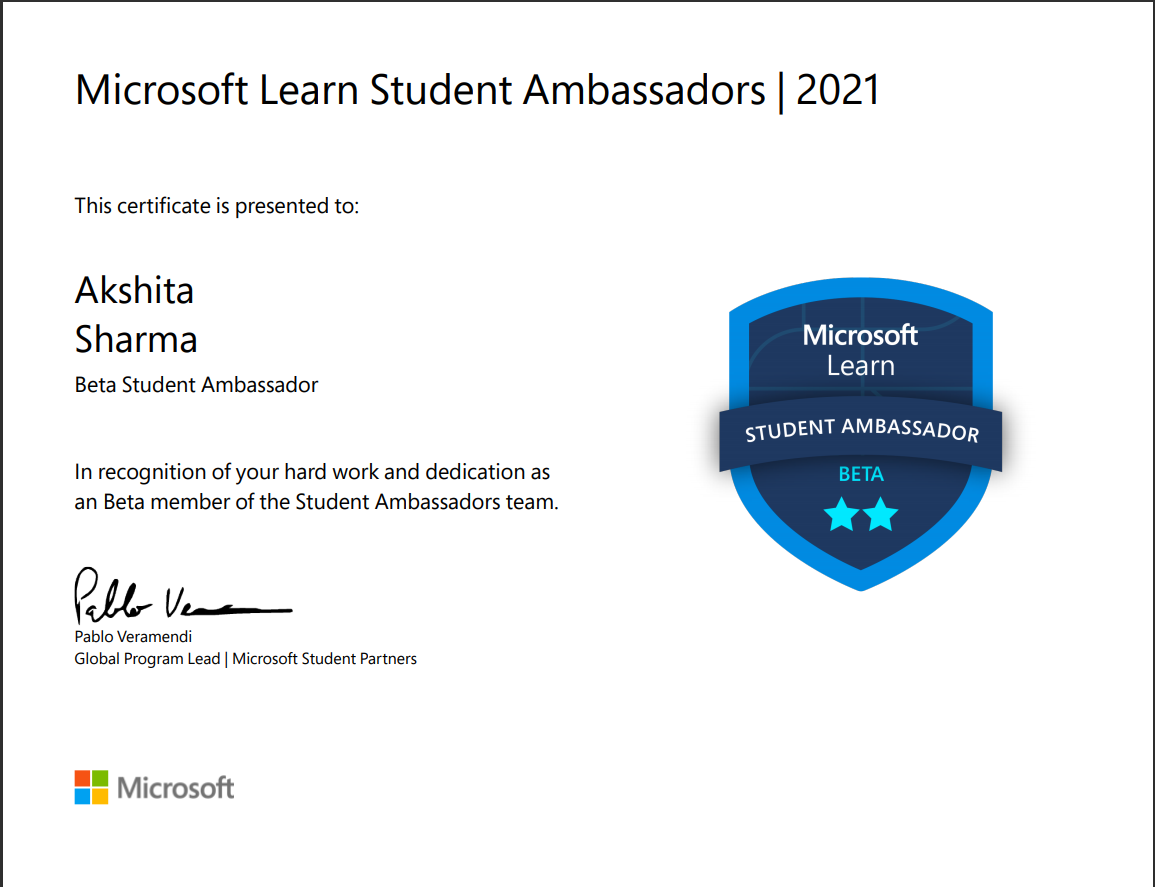 Microsoft Learn Student Ambassadors | 2021
This certificate is presented to:
Akshita
Sharma
Beta Student Ambassador
In recognition of your hard work and dedication as
an Beta member of the Student Ambassadors team.
Microsoft
Learn
STUDENT AMBASSADOR
BETA
Pablo Vera
Pablo Veramendi
Global Program Lead | Microsoft Student Partners
Microsoft